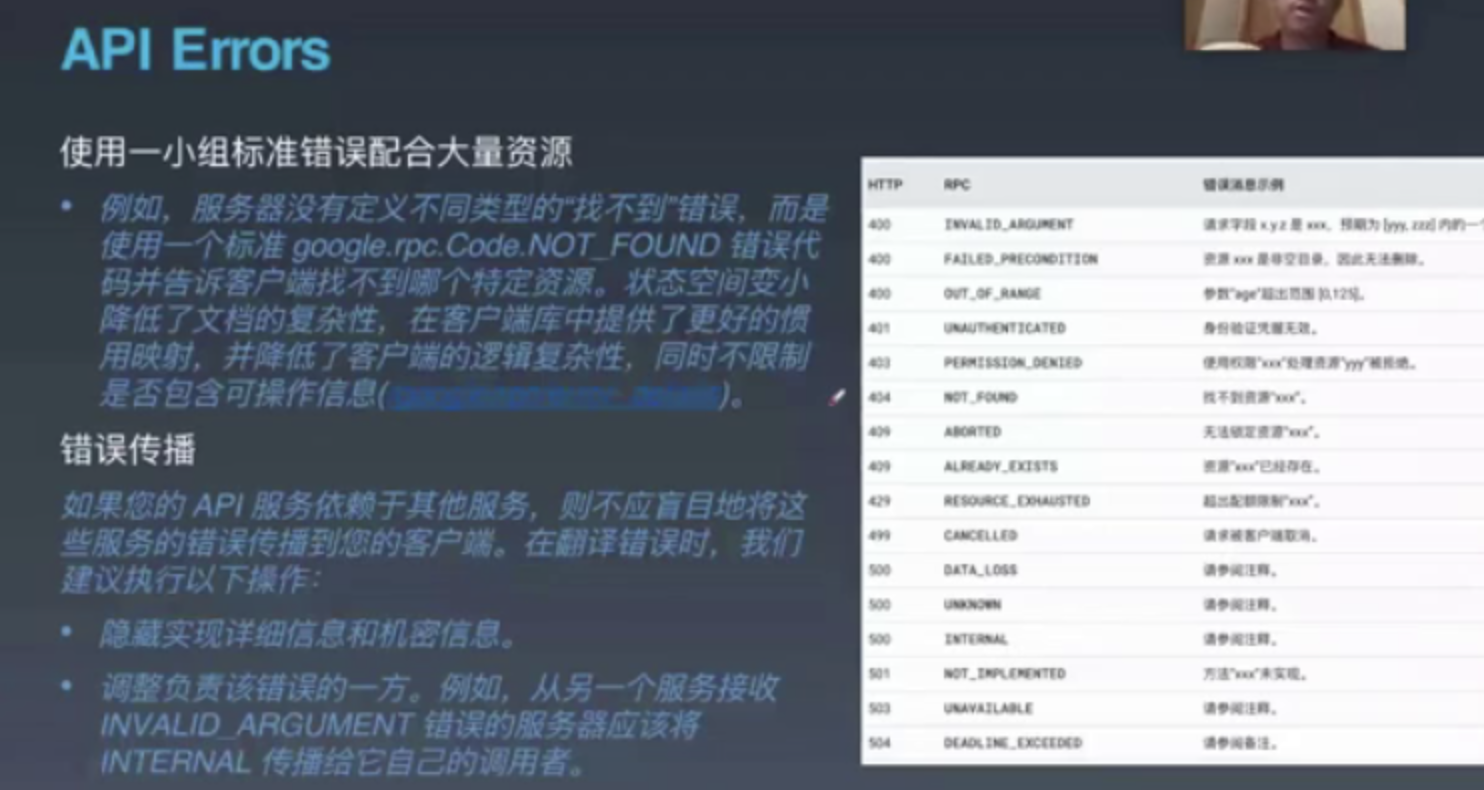 API Errors
使用一小组标准错误配合大量资源
• 例如，服务器没有定义不同类型的“找不到”错误，而是
使用一个标准 google.rpc.Code.NOT_FOUND 错误代
码并告诉客户端找不到哪个特定资源。状态空间变小
降低了文档的复杂性，在客户端库中提供了更好的惯
用映射，并降低了客户端的逻辑复杂性，同时不限制
是否包含可操作信息( )。
错误传播
如果您的 API 服务依赖于其他服务，则不应盲目地将这
些服务的错误传播到您的客户端。在翻译错误时，我们
建议执行以下操作：
• 隐藏实现详细信息和机密信息。
• 调整负责该错误的一方。例如，从另一个服务接收
INVALID_ARGUMENT 错误的服务器应该将
INTERNAL 传播给它自己的调用者。
HTTP RPC 错误消息示例
400 INVALID_ARGUMENT 请求字段 x.y.z 是 xxx，预期为 [yyy, zzz] 内的一
400 FAILED_PRECONDITION 资源 xxx 是非空目录，因此无法删除。
400 OUT_OF_RANGE 参数“age”超出范围 [0,125]。
401 UNAUTHENTICATED 身份验证凭据无效。
403 PERMISSION_DENIED 使用权限“xxx”处理资源“yyy”被拒绝。
404 NOT_FOUND 找不到资源“xxx”。
409 ABORTED 无法锁定资源“xxx”。
409 ALREADY_EXISTS 资源“xxx”已经存在。
429 RESOURCE_EXHAUSTED 超出配额限制“xxx”。
499 CANCELLED 请求被客户端取消。
500 DATA_LOSS 请参阅注释。
500 UNKNOWN 请参阅注释。
500 INTERNAL 请参阅注释。
501 NOT_IMPLEMENTED 方法“xxx”未实现。
503 UNAVAILABLE 请参阅注释。
504 DEADLINE_EXCEEDED 请参阅备注。